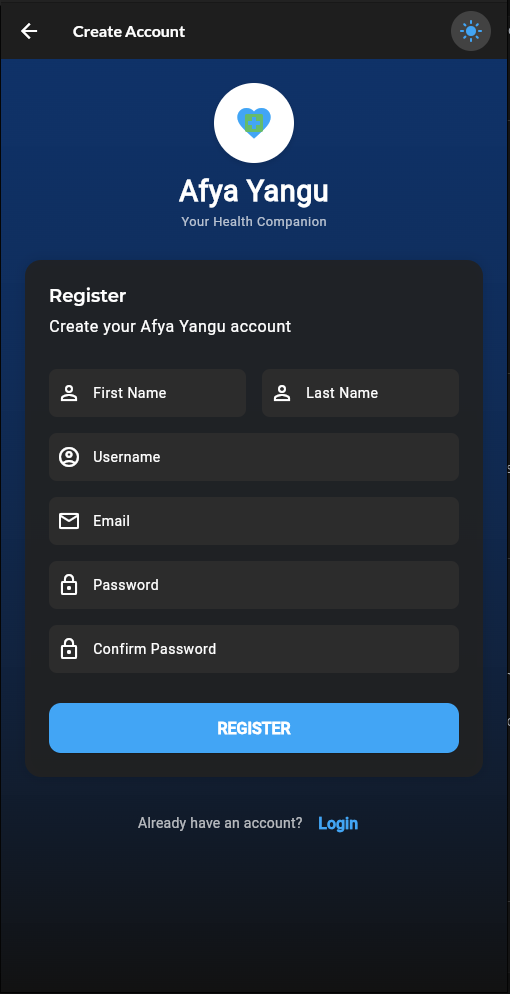 Create Account
Afya Yangu
Your Health Companion
Register
Create your Afya Yangu account
First Name
Last Name
Username
Email
Password
Confirm Password
REGISTER
Already have an account? Login